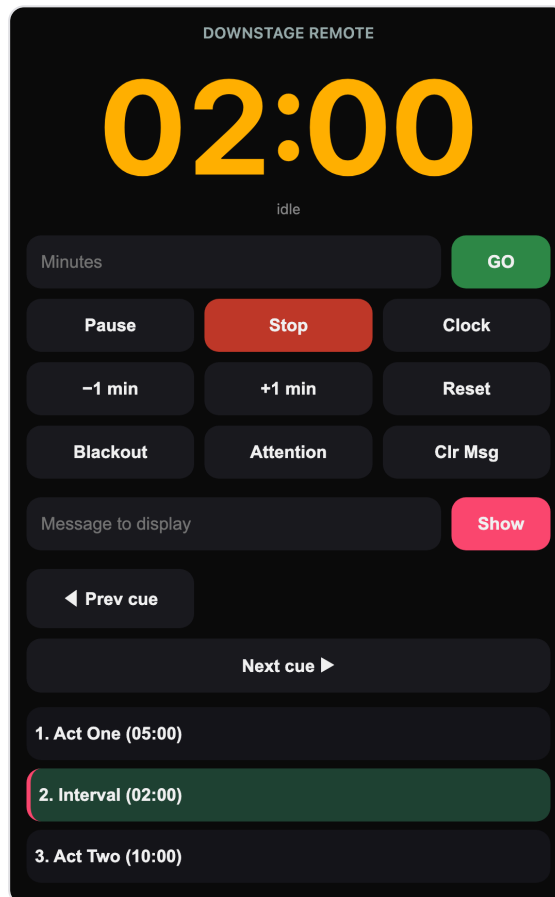 DOWNSTAGE REMOTE
02:00
idle
Minutes GO
Pause Stop Clock
−1 min +1 min Reset
Blackout Attention Clr Msg
Message to display Show
◀ Prev cue
Next cue ▶
1. Act One (05:00)
2. Interval (02:00)
3. Act Two (10:00)